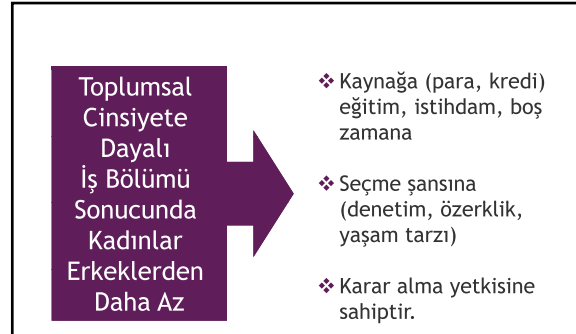 Toplumsal
Cinsiyete
Dayalı
İş Bölümü
Sonucunda
Kadınlar
Erkeklerden
Daha Az
❖ Kaynağa (para, kredi)
eğitim, istihdam, boş
zamana
❖ Seçme şansına
(denetim, özerklik,
yaşam tarzı)
❖ Karar alma yetkisine
sahiptir.